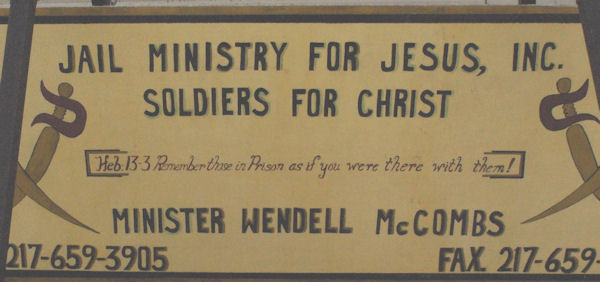 JAIL MINISTRY FOR JESUS, INC.
SOLDIERS FOR CHRIST
Heb. 13-3 Remember those in Prison as if you were there with them!
MINISTER WENDELL McCOMBS
217-659-3905 FAX 217-659-